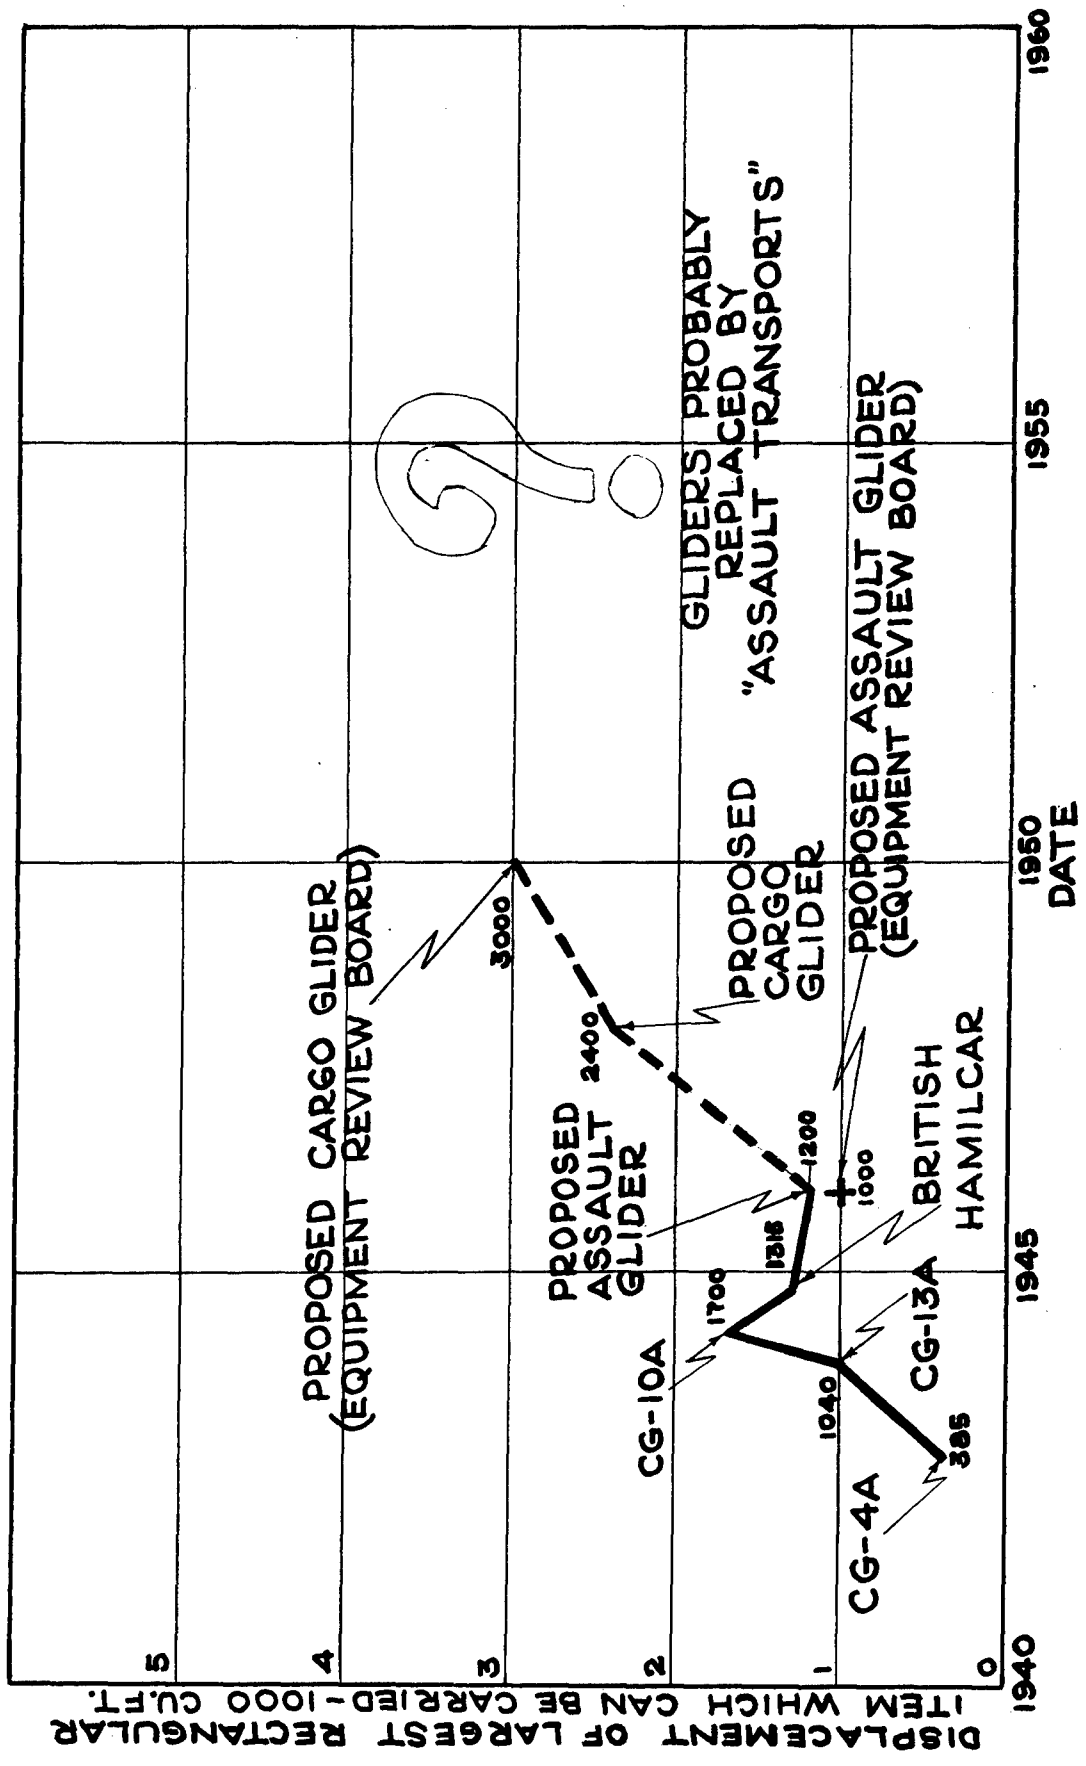 DISPLACEMENT OF LARGEST RECTANGULAR
ITEM WHICH CAN BE CARRIED~1000 CU.FT.
5
4
3
2
1
0
PROPOSED CARGO GLIDER
(EQUIPMENT REVIEW BOARD)
3000
2400
PROPOSED
ASSAULT
GLIDER
PROPOSED
CARGO
GLIDER
GLIDERS PROBABLY
REPLACED BY
"ASSAULT TRANSPORTS"
CG-10A
1700
1315
1200
1040
1000
PROPOSED ASSAULT GLIDER
(EQUIPMENT REVIEW BOARD)
CG-4A
385
CG-13A
BRITISH
HAMILCAR
?
1940
1945
1950
1955
1960
DATE